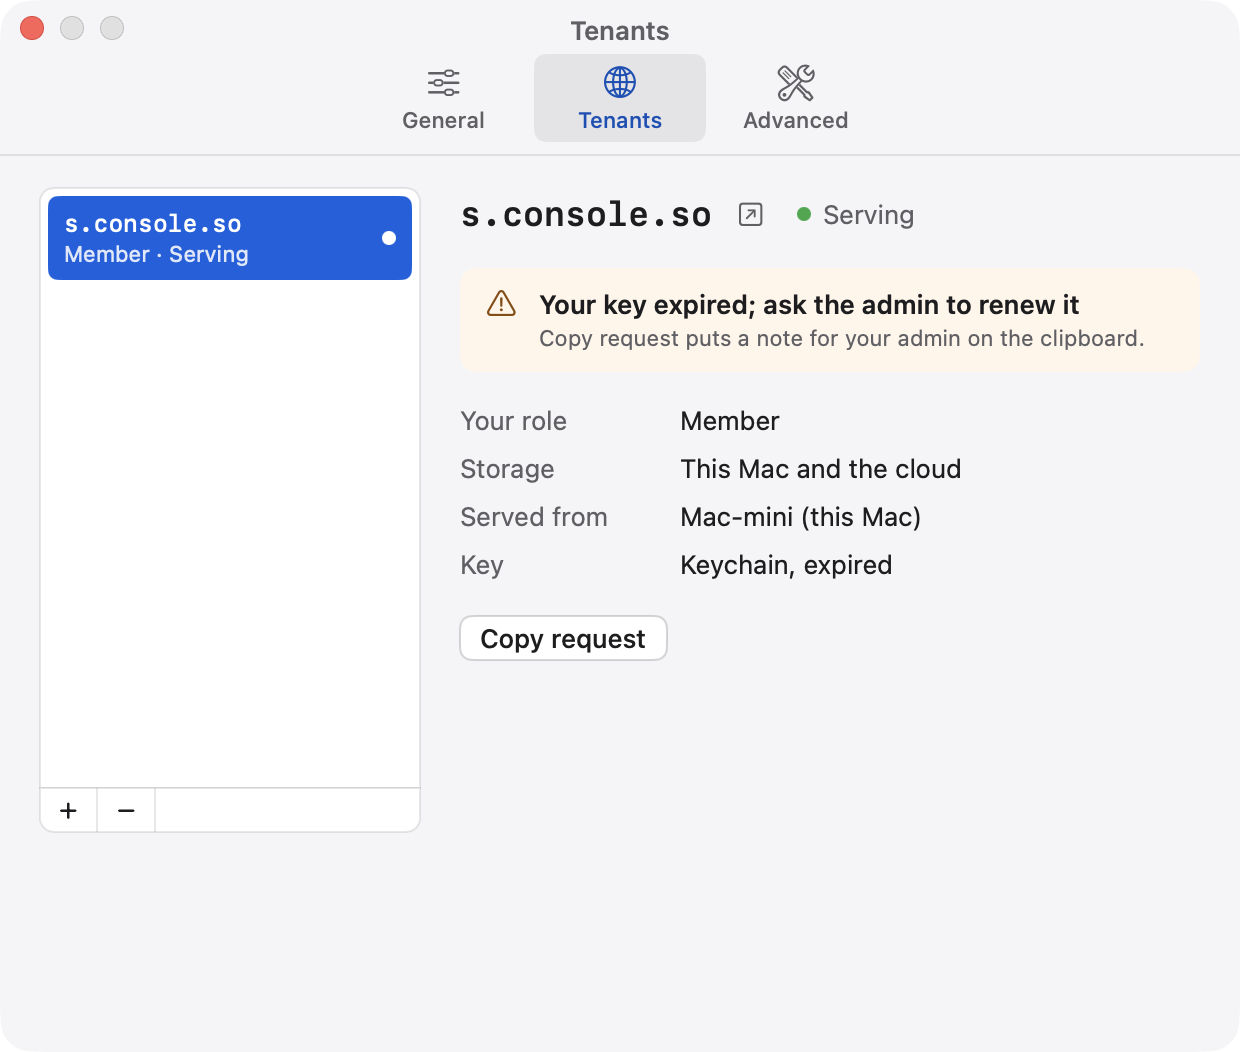 Tenants
General
Tenants
Advanced
s.console.so
Member · Serving
+
−
s.console.so
Serving
Your key expired; ask the admin to renew it
Copy request puts a note for your admin on the clipboard.
Your role Member
Storage This Mac and the cloud
Served from Mac-mini (this Mac)
Key Keychain, expired
Copy request